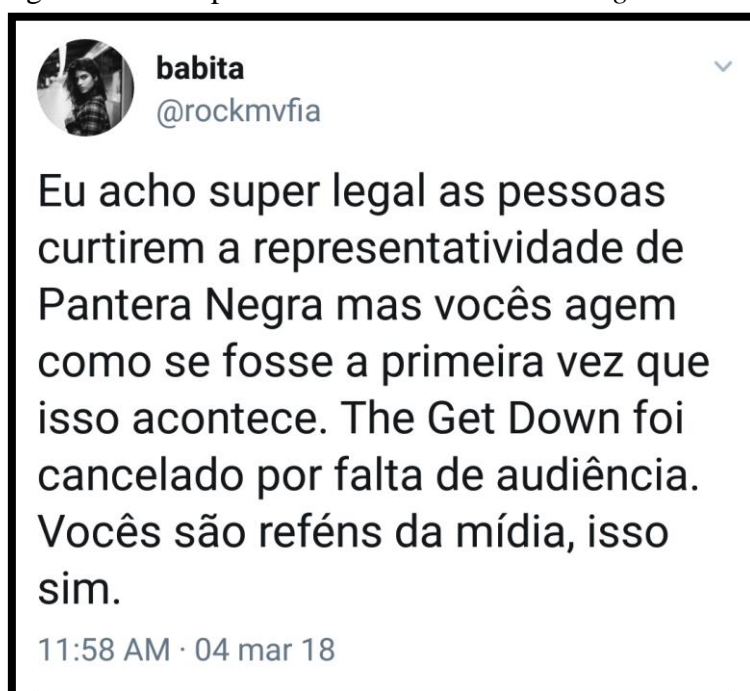 babita
@rockmvfia
Eu acho super legal as pessoas
curtirem a representatividade de
Pantera Negra mas vocês agem
como se fosse a primeira vez que
isso acontece. The Get Down foi
cancelado por falta de audiência.
Vocês são reféns da mídia, isso
sim.
11:58 AM · 04 mar 18